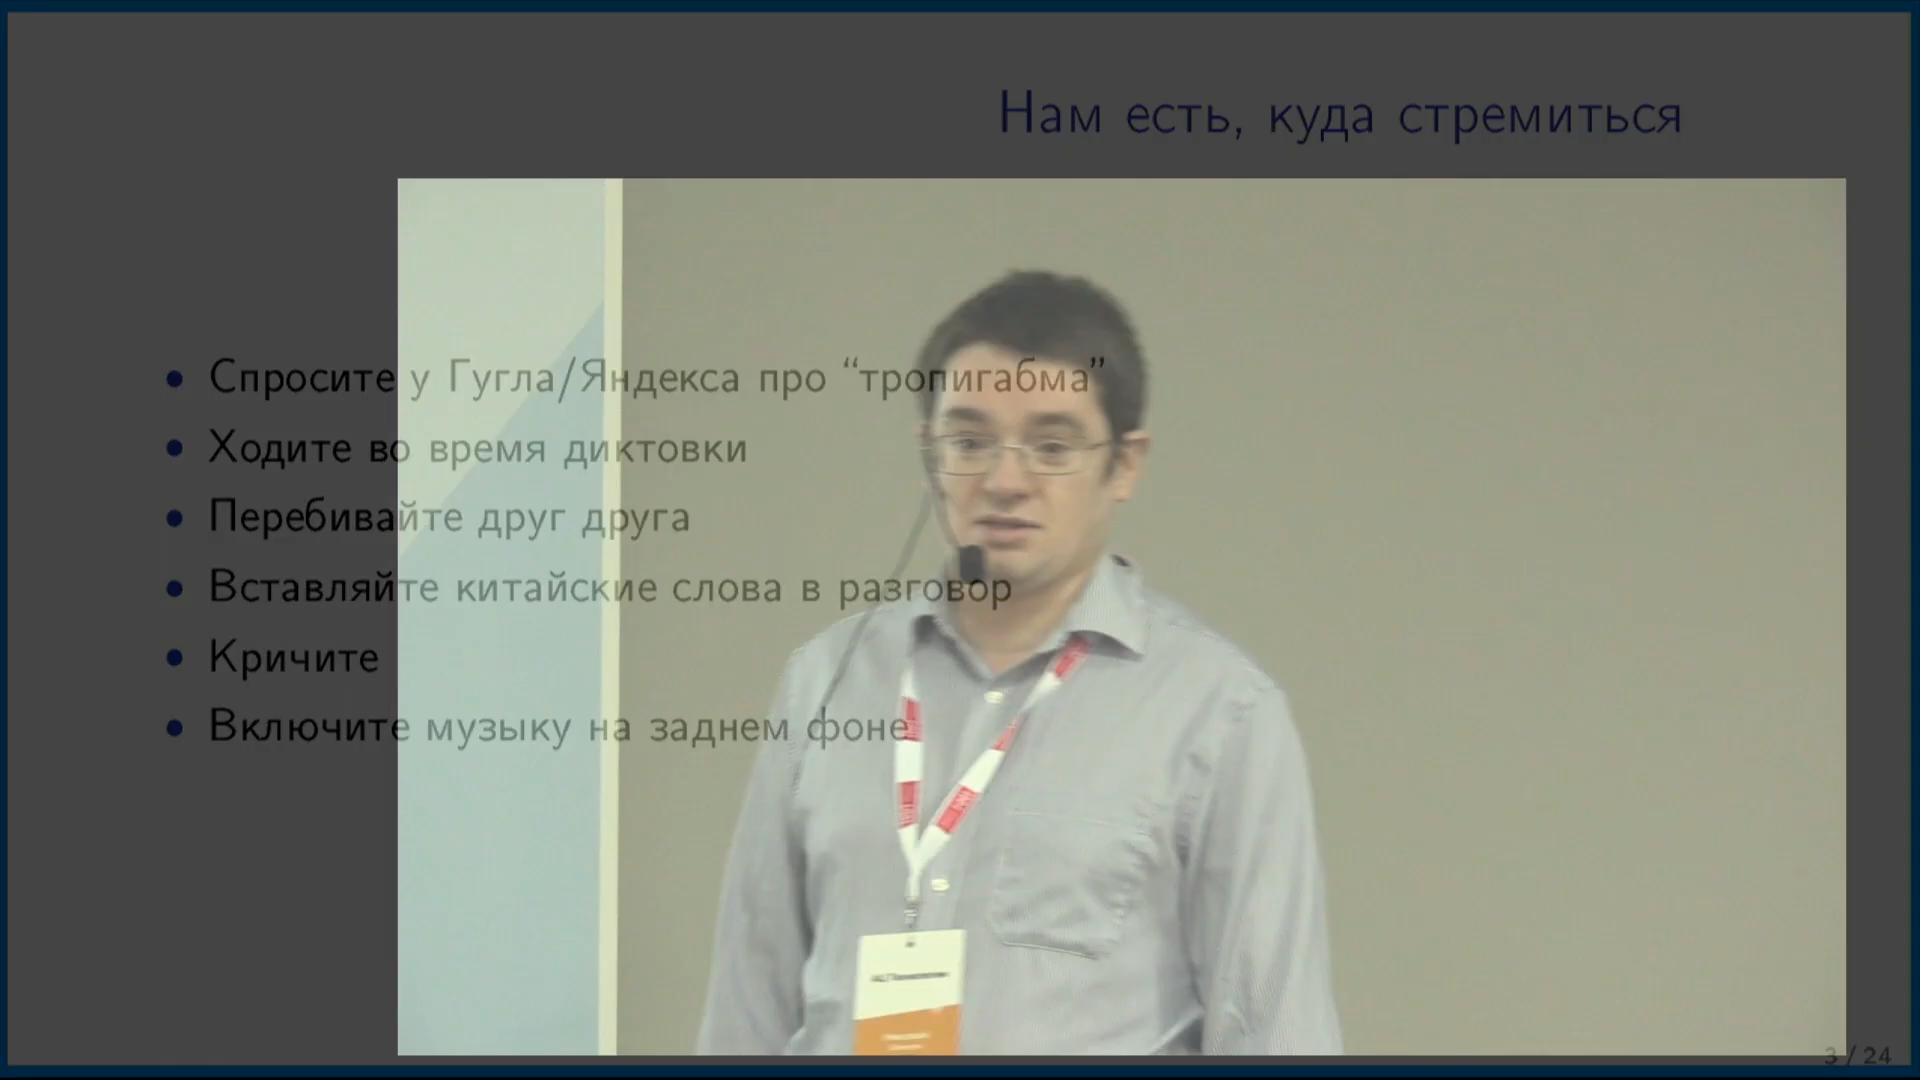 Нам есть, куда стремиться
• Спросите у Гугла/Яндекса про “тропигабма”
• Ходите во время диктовки
• Перебивайте друг друга
• Вставляйте китайские слова в разговор
• Кричите
• Включите музыку на заднем фоне
3 / 24